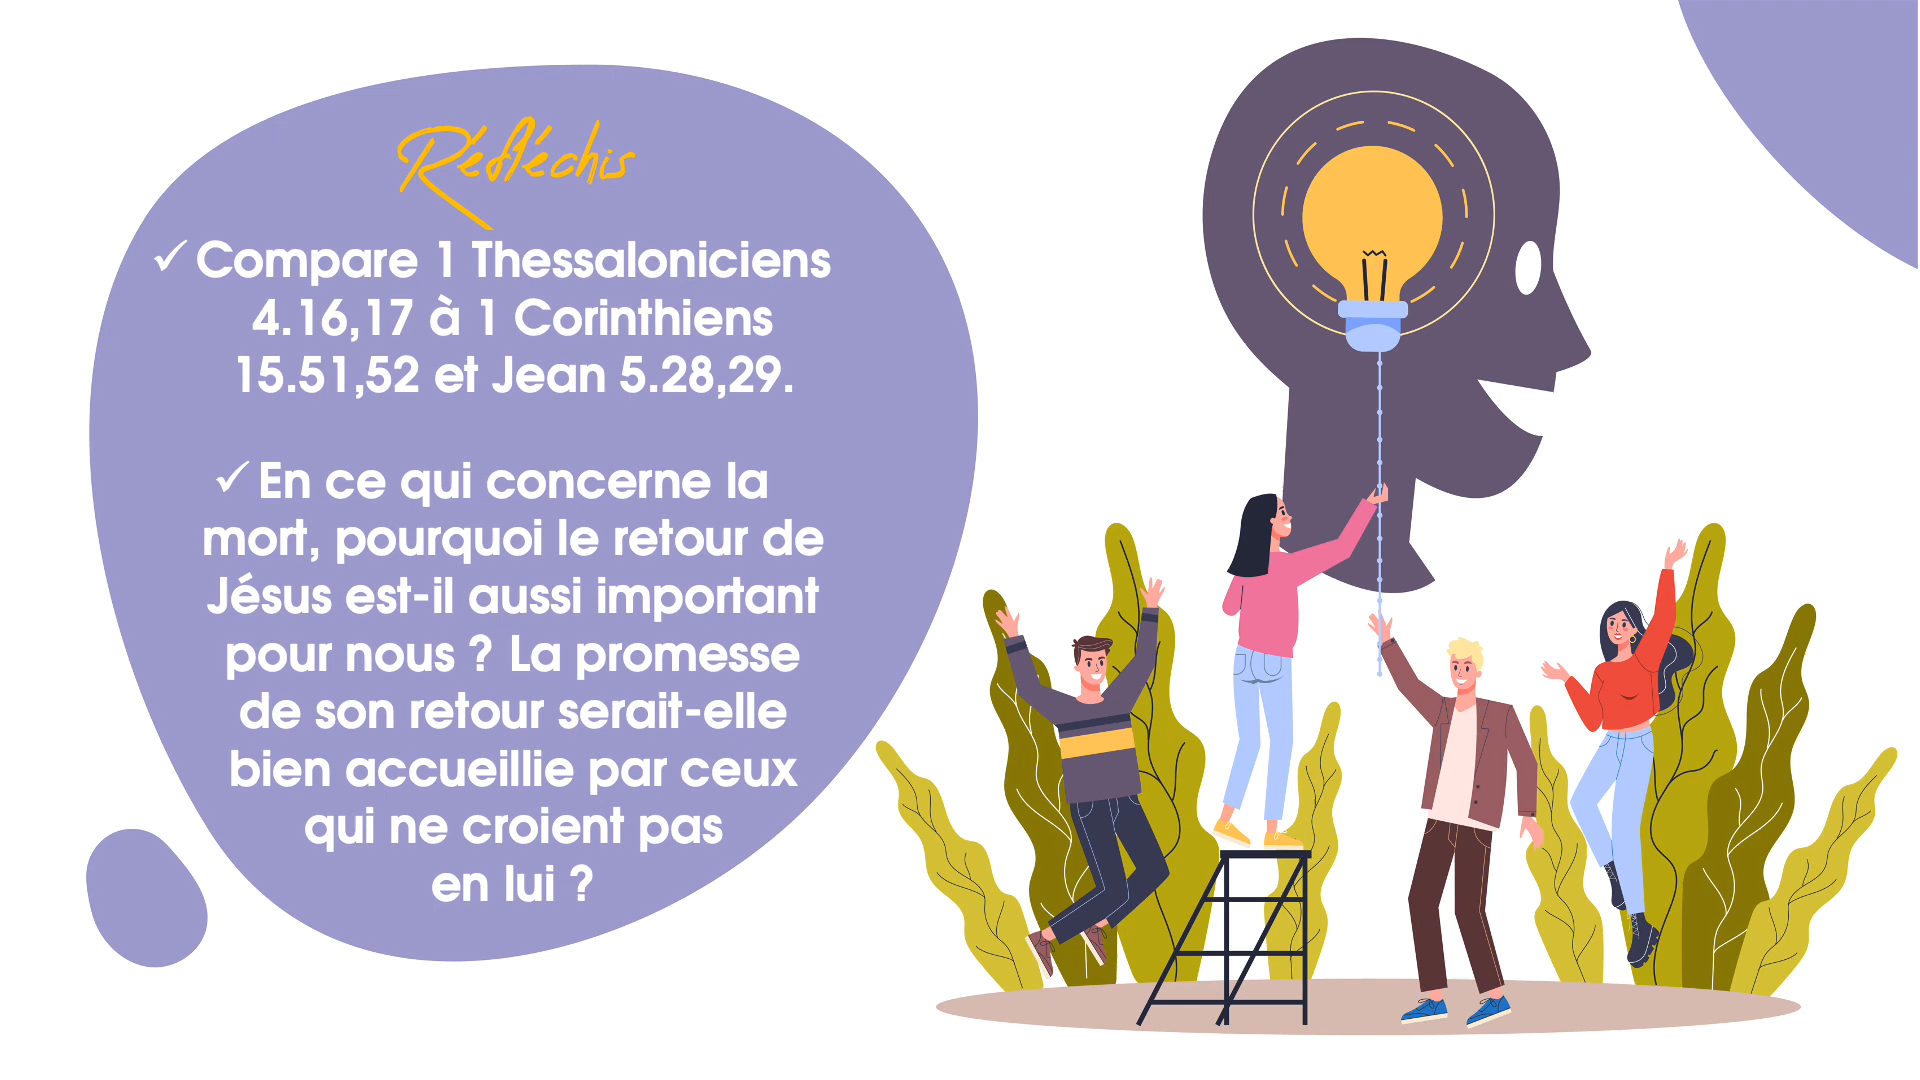 Réfléchis
✓ Compare 1 Thessaloniciens
4.16,17 à 1 Corinthiens
15.51,52 et Jean 5.28,29.
✓ En ce qui concerne la
mort, pourquoi le retour de
Jésus est-il aussi important
pour nous ? La promesse
de son retour serait-elle
bien accueillie par ceux
qui ne croient pas
en lui ?